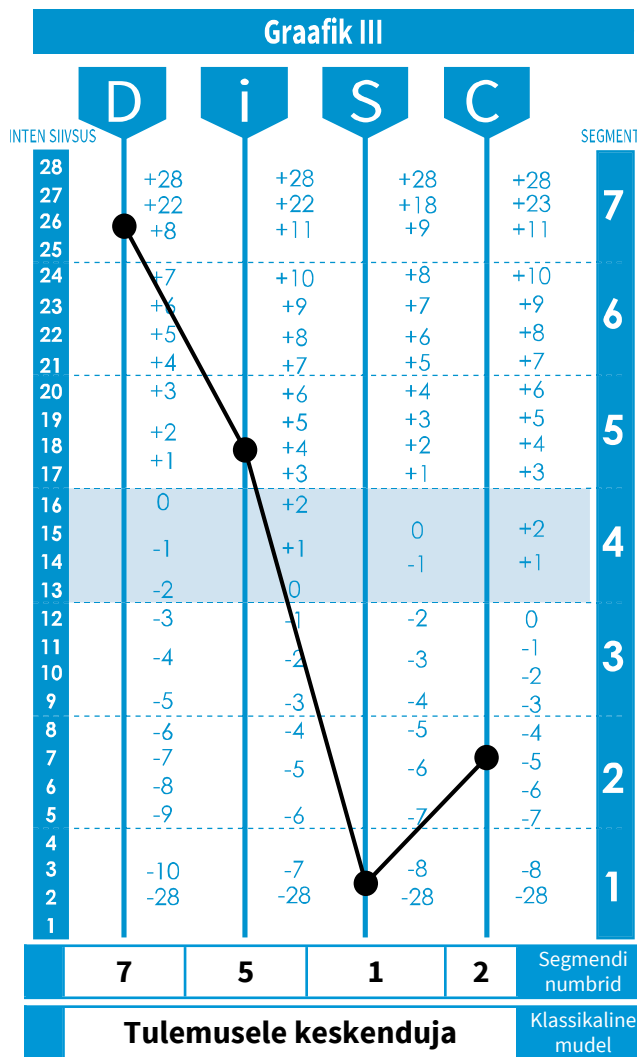 Graafik III
D i S C
INTEN SIIVSUS SEGMENT
28 +28 +28 +28 +28
27 +22 +22 +18 +23 7
26 +8 +11 +9 +11
25
24 +7 +10 +8 +10
23 +6 +9 +7 +9 6
22 +5 +8 +6 +8
21 +4 +7 +5 +7
20 +3 +6 +4 +6
19 +2 +5 +3 +5 5
18 +1 +4 +2 +4
17 +3 +1 +3
16 0 +2
15 -1 +1 0 +2 4
14 -1 +1
13 -2 0
12 -3 -1 -2 0
11 -4 -2 -3 -1 3
10 -2
9 -5 -3 -4 -3
8 -6 -4 -5 -4
7 -7 -5 -6 -5 2
6 -8 -6
5 -9 -6 -7 -7
4
3 -10 -7 -8 -8 1
2 -28 -28 -28 -28
1
7 5 1 2 Segmendi
numbrid
Tulemusele keskenduja Klassikaline
mudel